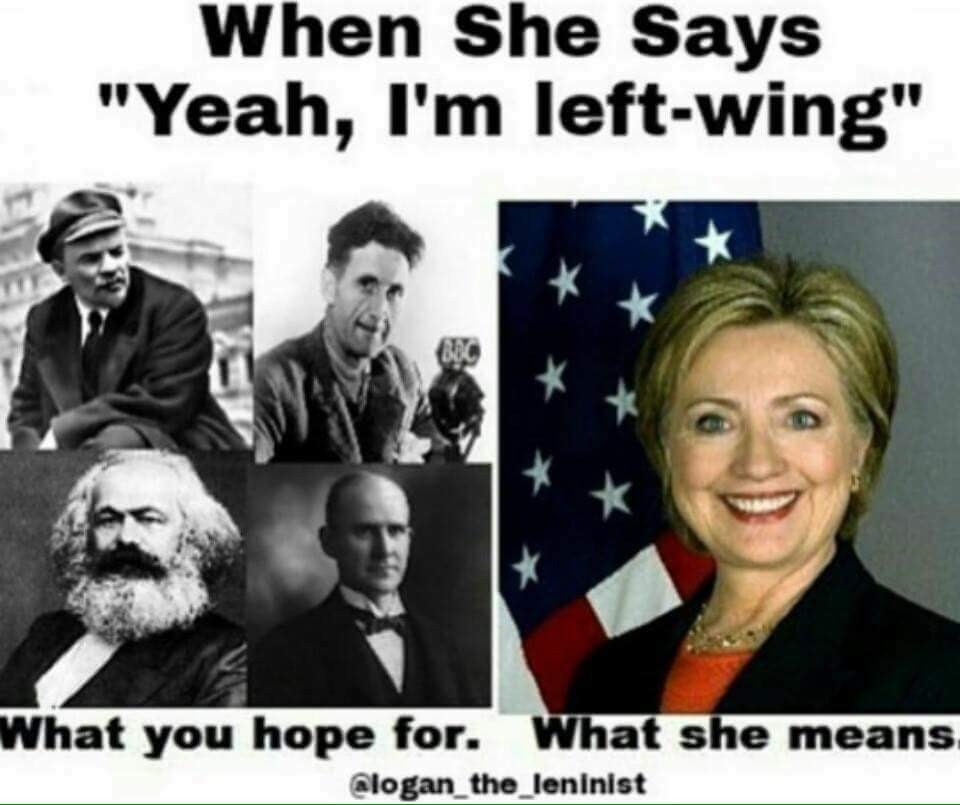 When She Says
"Yeah, I'm left-wing"
BBC
What you hope for. What she means.
@logan_the_leninist